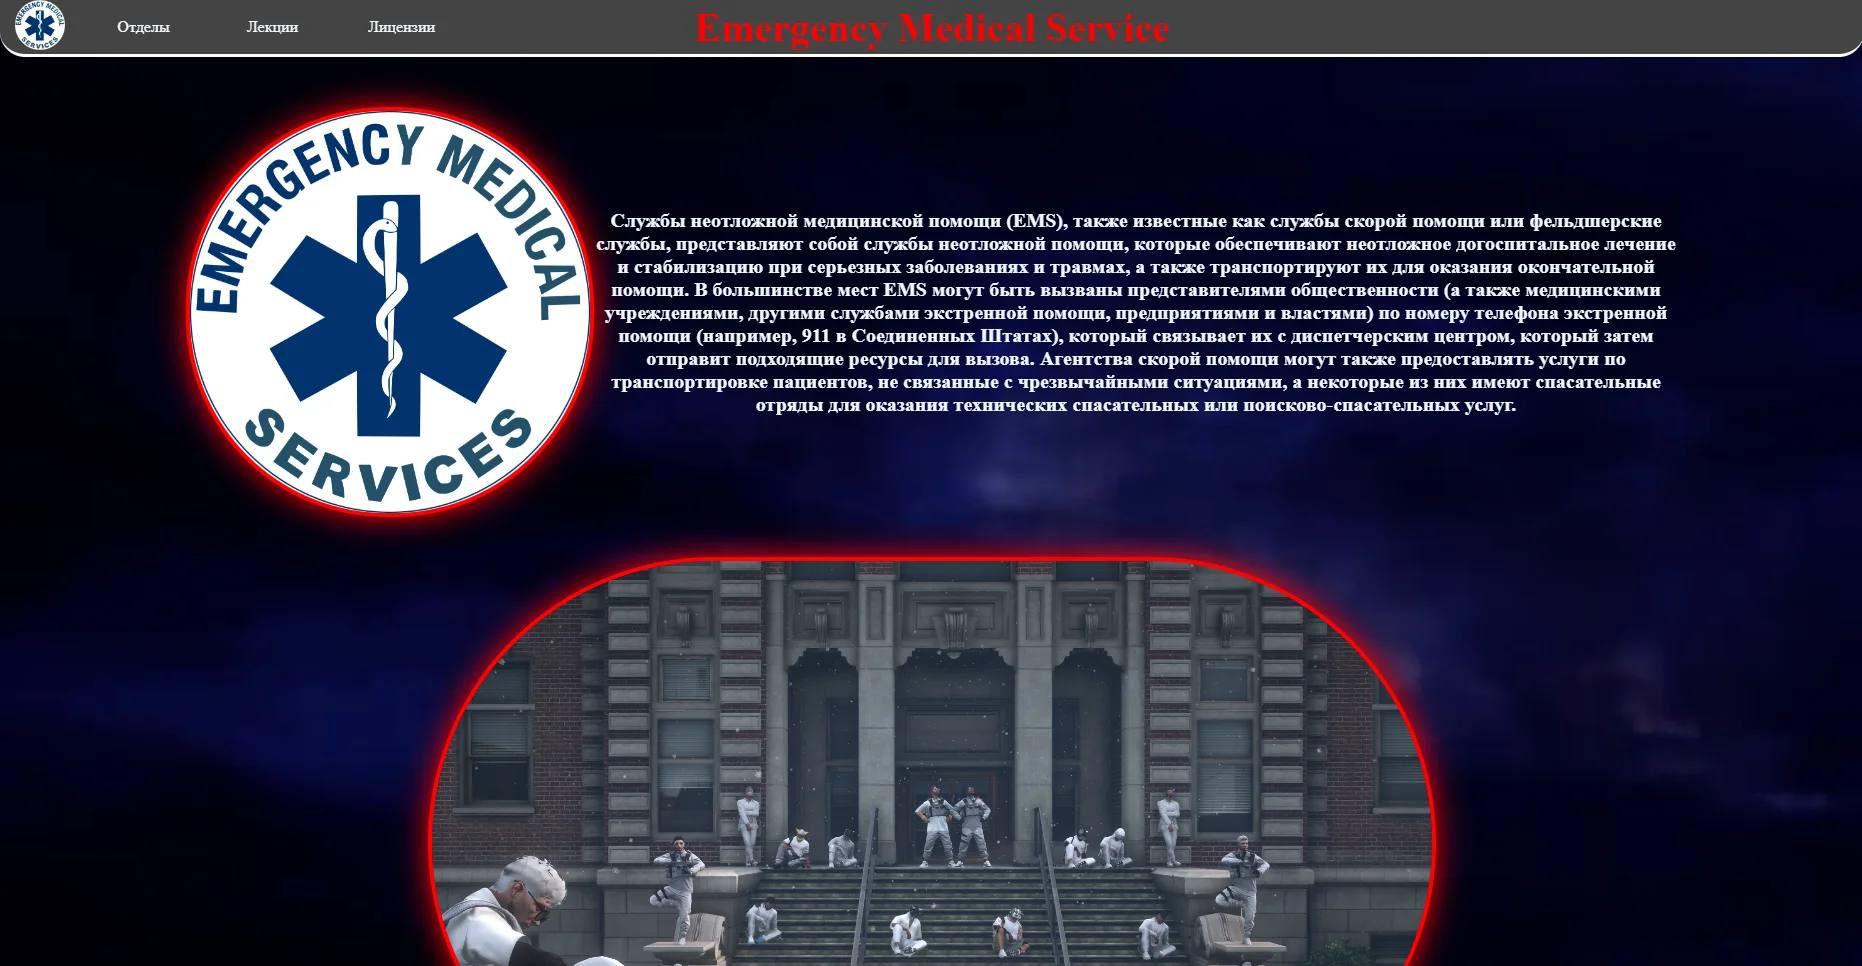 EMERGENCY MEDICAL
SERVICES
Отделы
Лекции
Лицензии
Emergency Medical Service
EMERGENCY MEDICAL
SERVICES
Службы неотложной медицинской помощи (EMS), также известные как службы скорой помощи или фельдшерские
службы, представляют собой службы неотложной помощи, которые обеспечивают неотложное догоспитальное лечение
и стабилизацию при серьезных заболеваниях и травмах, а также транспортируют их для оказания окончательной
помощи. В большинстве мест EMS могут быть вызваны представителями общественности (а также медицинскими
учреждениями, другими службами экстренной помощи, предприятиями и властями) по номеру телефона экстренной
помощи (например, 911 в Соединенных Штатах), который связывает их с диспетчерским центром, который затем
отправит подходящие ресурсы для вызова. Агентства скорой помощи могут также предоставлять услуги по
транспортировке пациентов, не связанные с чрезвычайными ситуациями, а некоторые из них имеют спасательные
отряды для оказания технических спасательных или поисково-спасательных услуг.